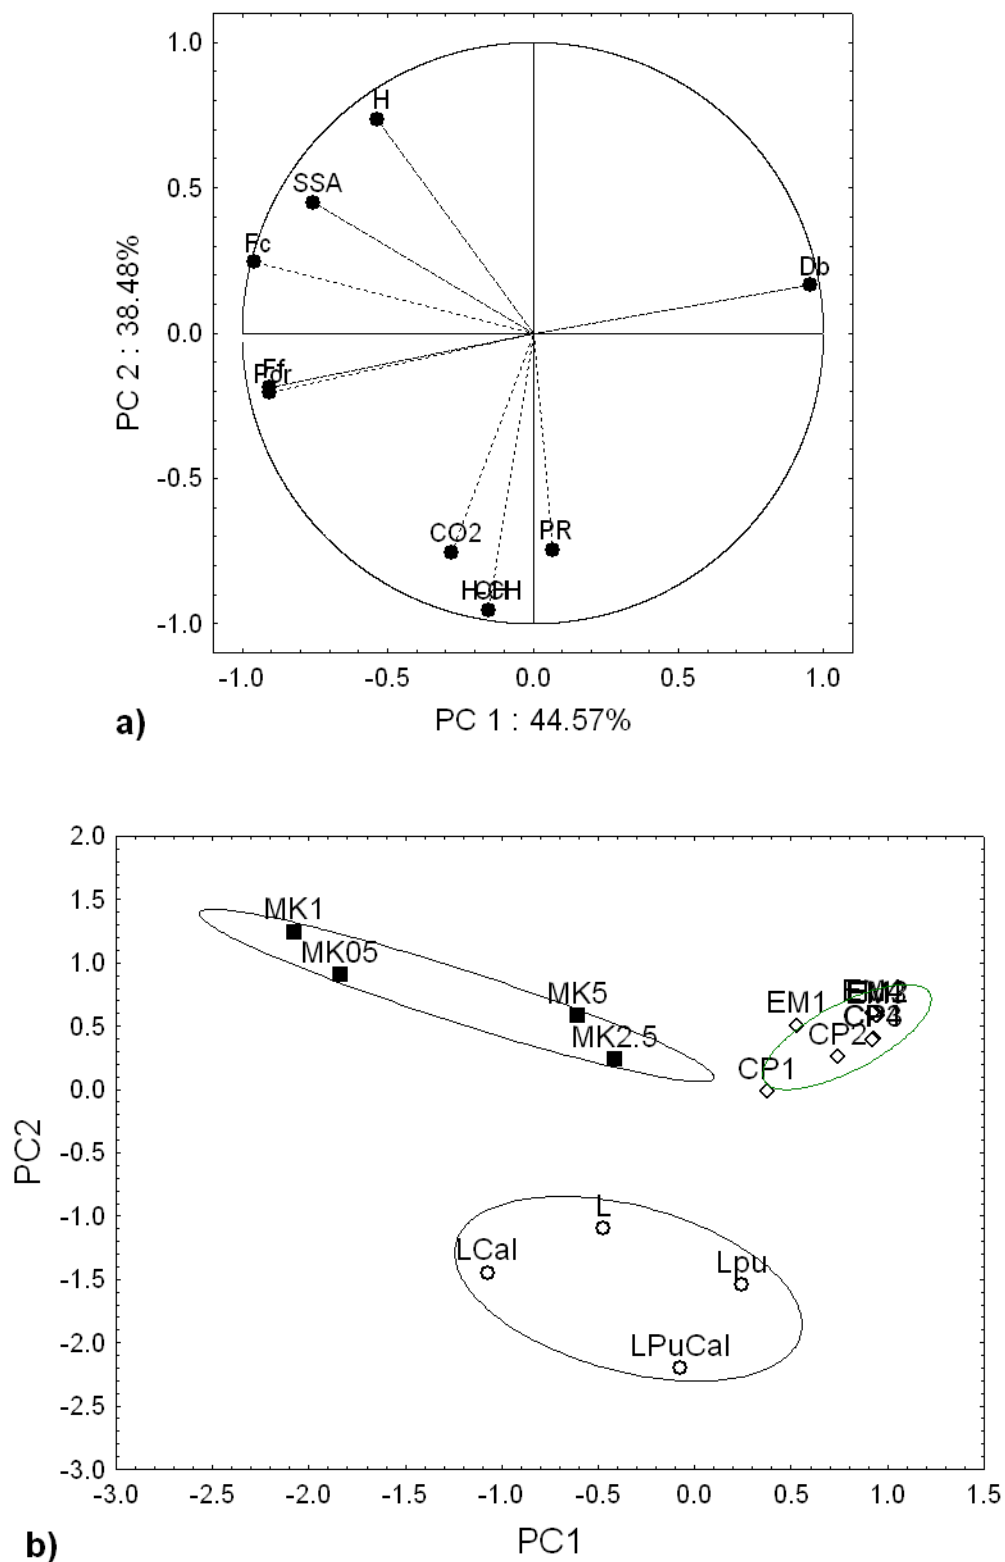 1.0
H
0.5
SSA
Fc
Db
PC 2 : 38.48%
0.0
-0.5
CO2
PR
-1.0
-1.0
-0.5
0.0
0.5
1.0
a)
PC 1 : 44.57%
2.0
1.5
MK1
1.0
MK05
MK5
EM1
0.5
MK2.5
CP2
CP1
0.0
PC2
-0.5
-1.0
L
LCal
Lpu
-1.5
LPuCal
-2.0
-2.5
-3.0
-3.0
-2.5
-2.0
-1.5
-1.0
-0.5
0.0
0.5
1.0
1.5
b)
PC1